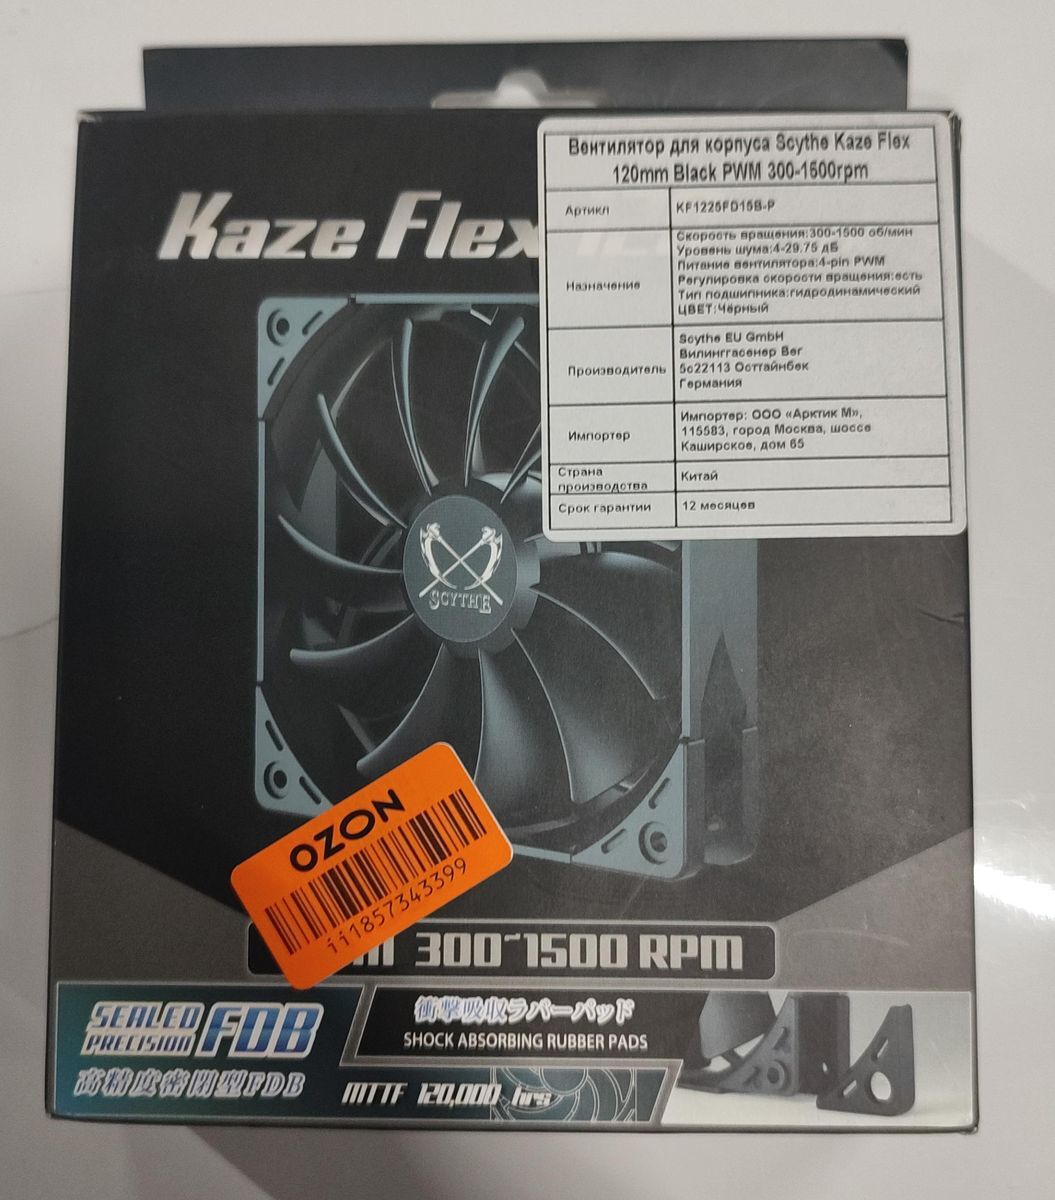 Kaze Flex
Вентилятор для корпуса Scythe Kaze Flex
120mm Black PWM 300-1500rpm
Артикл
KF1225FD15B-P
Назначение
Скорость вращения:300-1500 об/мин
Уровень шума:4-29,75 дБ
Питание вентилятора:4-pin PWM
Регулировка скорости вращения:есть
Тип подшипника:гидродинамический
ЦВЕТ:Чёрный
Производитель
Scythe EU GmbH
Вилинггасенер Вег
5c22113 Осттайнбек
Германия
Импортер
Импортер: ООО «Арктик М»,
115583, город Москва, шоссе
Каширское, дом 65
Страна
производства
Китай
Срок гарантии
12 месяцев
SCYTHE
OZON
ii1857343399
300~1500 RPM
SEALED
PRECISION FDB
高精度密閉型FDB
衝撃吸収ラバーパッド
SHOCK ABSORBING RUBBER PADS
MTTF 120,000 hrs